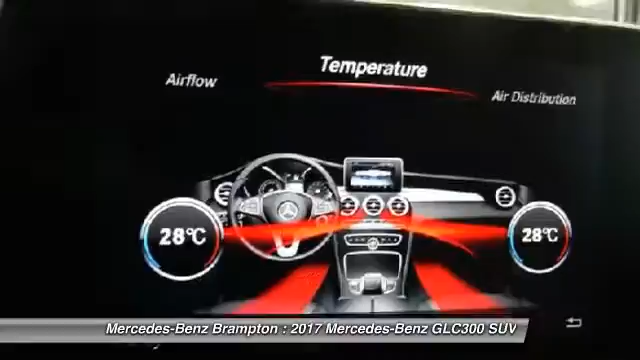 Temperature
Airflow
Air Distribution
28°C
28°C
Mercedes-Benz Brampton : 2017 Mercedes-Benz GLC300 SUV